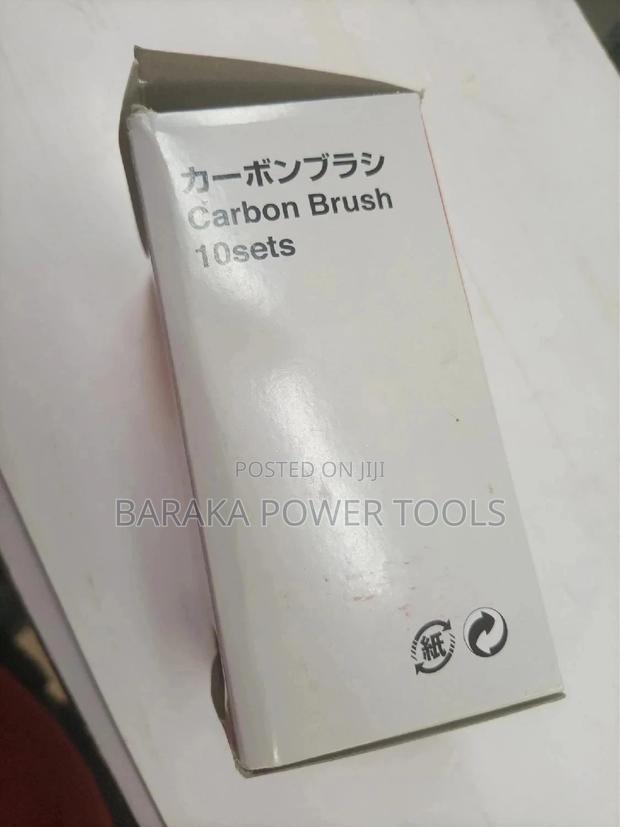 カーボンブラシ
Carbon Brush
10sets
POSTED ON JIJI
BARAKA POWER TOOLS
紙